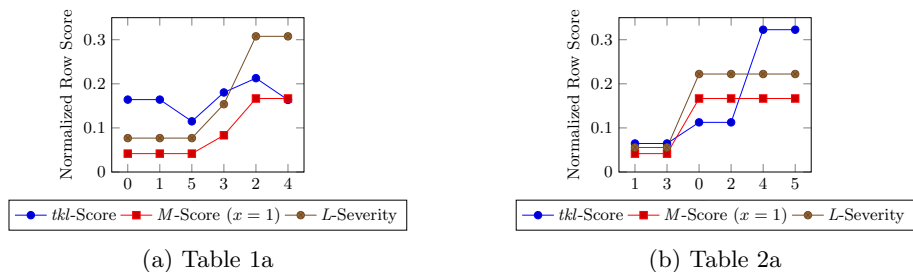 Normalized Row Score
0.3
0.2
0.1
0
0 1 5 3 2 4
tkl-Score M-Score (x = 1) L-Severity
(a) Table 1a
Normalized Row Score
0.3
0.2
0.1
0
1 3 0 2 4 5
tkl-Score M-Score (x = 1) L-Severity
(b) Table 2a